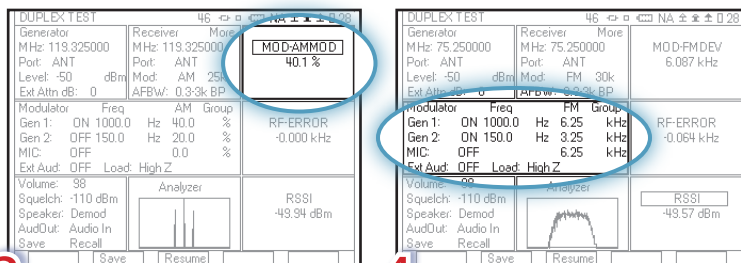 DUPLEX TEST 46 NA 28
Generator
MHz: 119.325000
Port: ANT
Level: -50 dBm
Ext Attn dB: 0
Receiver More
MHz: 119.325000
Port: ANT
Mod: AM 25k
AFBW: 0.3-3k BP
MOD-AMMOD
40.1 %
Modulator Freq AM Group
Gen 1: ON 1000.0 Hz 40.0 %
Gen 2: OFF 150.0 Hz 20.0 %
MIC: OFF 0.0 %
Ext Aud: OFF Load: High Z
RF-ERROR
-0.000 kHz
Volume: 98
Squelch: -110 dBm
Speaker: Demod
AudOut: Audio In
Save Recall
Analyzer
RSSI
-49.94 dBm
Save Resume
DUPLEX TEST 46 NA 28
Generator
MHz: 75.250000
Port: ANT
Level: -50 dBm
Ext Attn dB: 0
Receiver More
MHz: 75.250000
Port: ANT
Mod: FM 30k
AFBW: 0.3-3k BP
MOD-FMDEV
6.087 kHz
Modulator Freq FM Group
Gen 1: ON 1000.0 Hz 6.25 kHz
Gen 2: ON 150.0 Hz 3.25 kHz
MIC: OFF 6.25 kHz
Ext Aud: OFF Load: High Z
RF-ERROR
-0.064 kHz
Volume: 98
Squelch: -110 dBm
Speaker: Demod
AudOut: Audio In
Save Recall
Analyzer
RSSI
-49.57 dBm
Save Resume